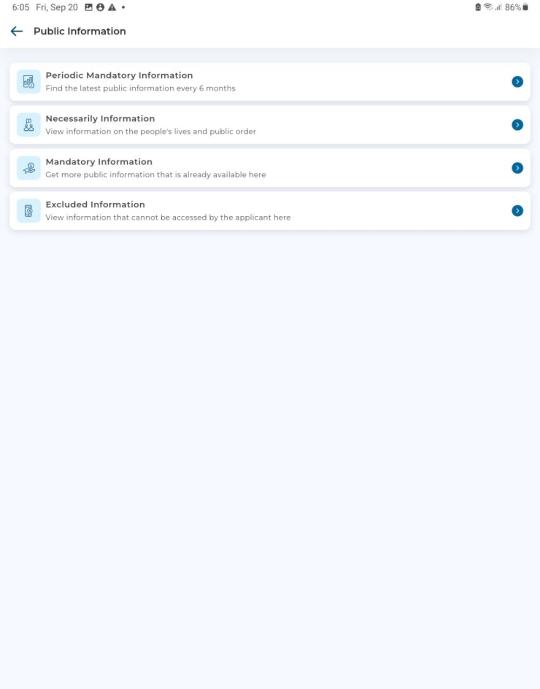 6:05 Fri, Sep 20 86%
Public Information
Periodic Mandatory Information
Find the latest public information every 6 months
Necessarily Information
View information on the people's lives and public order
Mandatory Information
Get more public information that is already available here
Excluded Information
View information that cannot be accessed by the applicant here